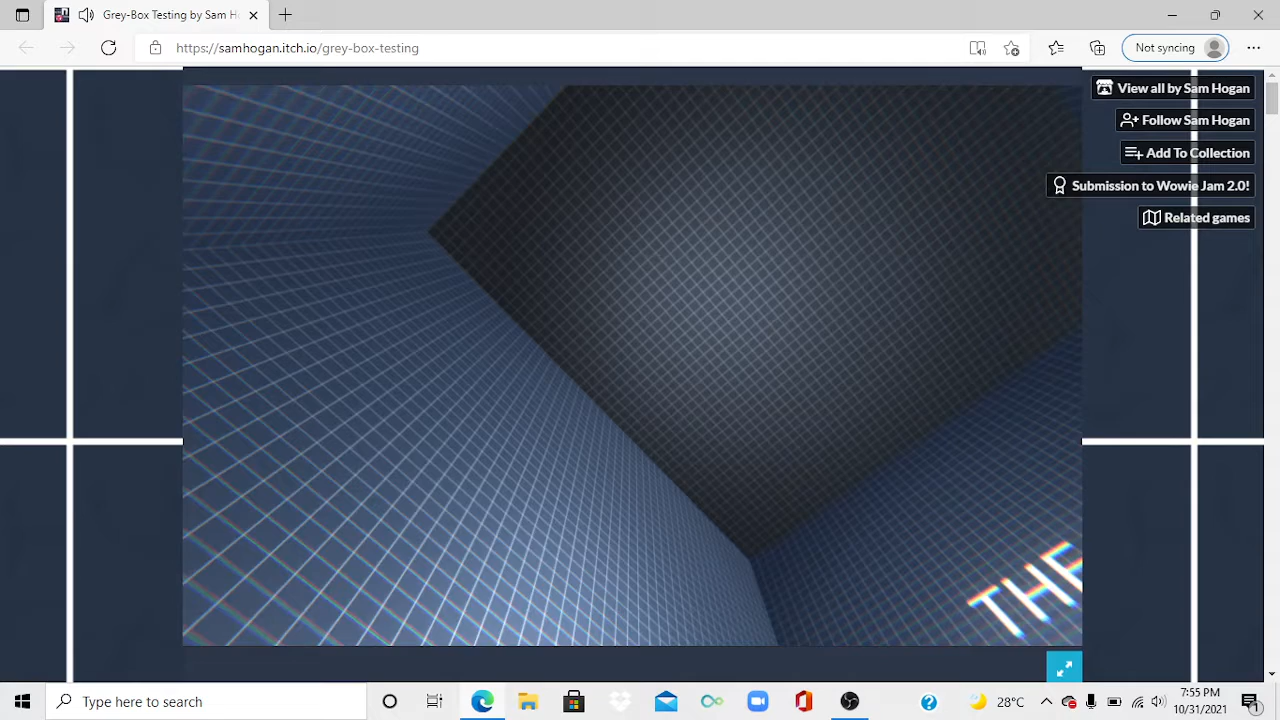 Grey-Box Testing by Sam H
https://samhogan.itch.io/grey-box-testing
Not syncing
View all by Sam Hogan
Follow Sam Hogan
Add To Collection
Submission to Wowie Jam 2.0!
Related games
THE
Type here to search
28°C
7:55 PM
10/31/2021
1